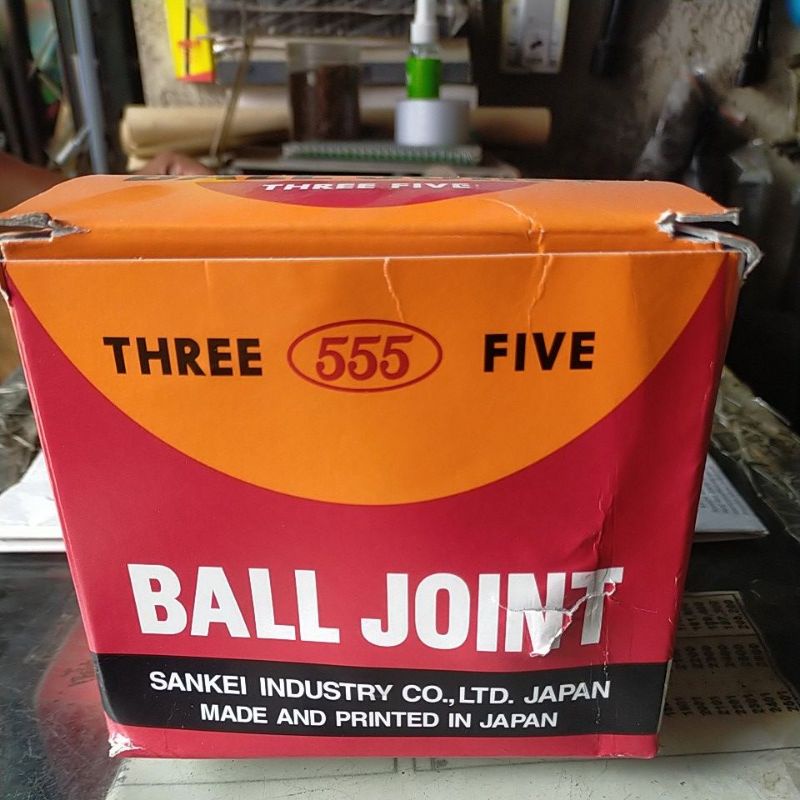 THREE FIVE
THREE 555 FIVE
BALL JOINT
SANKEI INDUSTRY CO., LTD. JAPAN
MADE AND PRINTED IN JAPAN